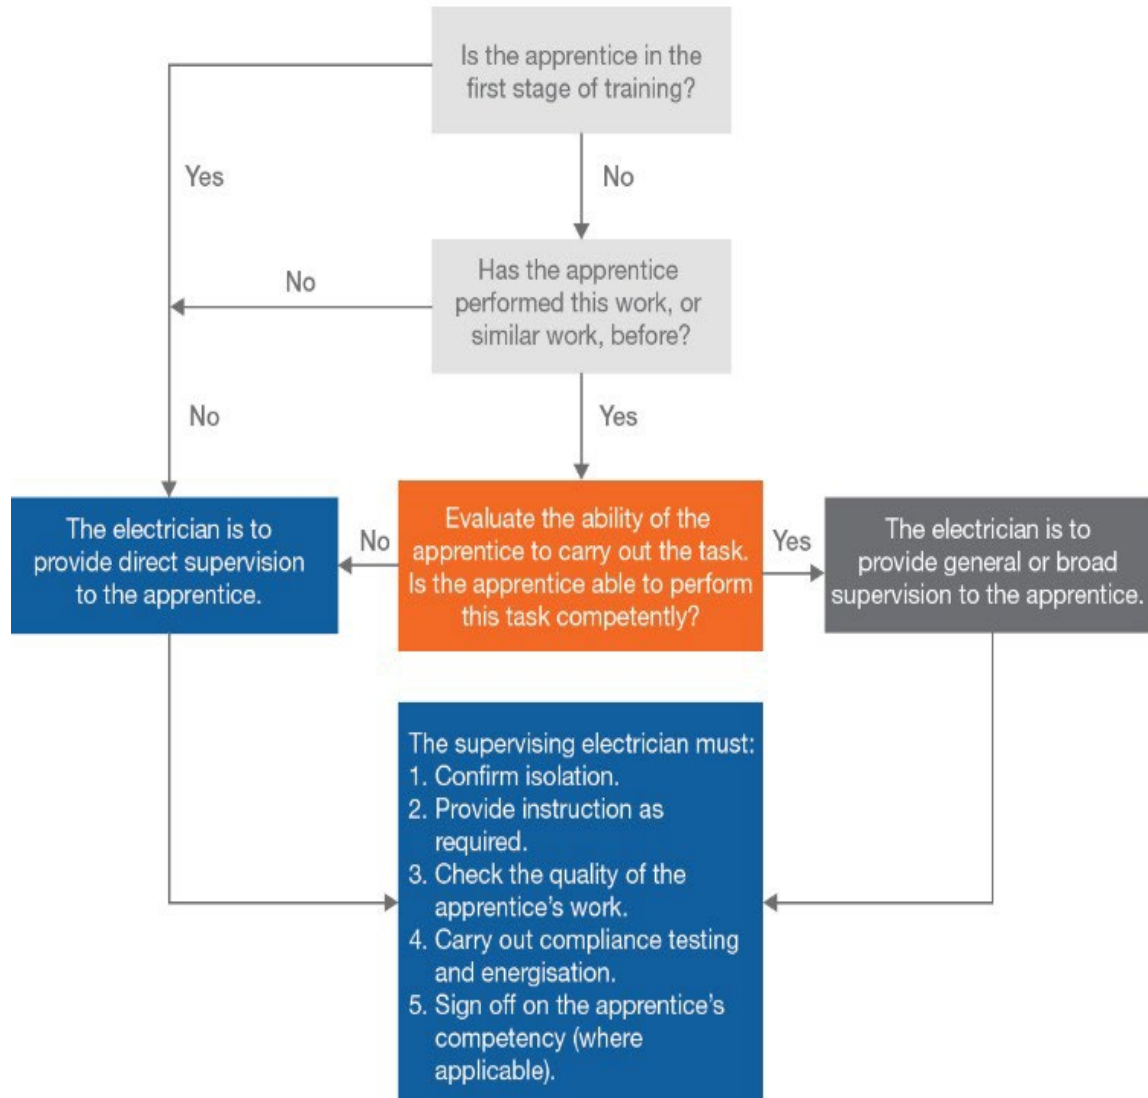 Is the apprentice in the
first stage of training?
Yes
No
Has the apprentice
performed this work, or
similar work, before?
No
No
Yes
The electrician is to
provide direct supervision
to the apprentice.
No
Evaluate the ability of the
apprentice to carry out the task.
Is the apprentice able to perform
this task competently?
Yes
The electrician is to
provide general or broad
supervision to the apprentice.
The supervising electrician must:
1. Confirm isolation.
2. Provide instruction as
required.
3. Check the quality of the
apprentice's work.
4. Carry out compliance testing
and energisation.
5. Sign off on the apprentice's
competency (where
applicable).